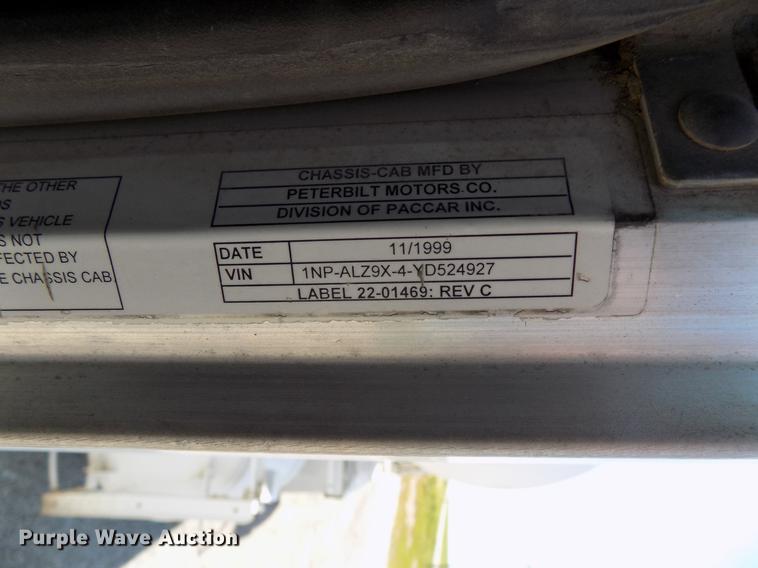 THE OTHER
S VEHICLE
S NOT
FECTED BY
E CHASSIS CAB
CHASSIS-CAB MFD BY
PETERBILT MOTORS CO.
DIVISION OF PACCAR INC.
DATE 11/1999
VIN 1NP-ALZ9X-4-YD524927
LABEL 22-01469: REV C
Purple Wave Auction